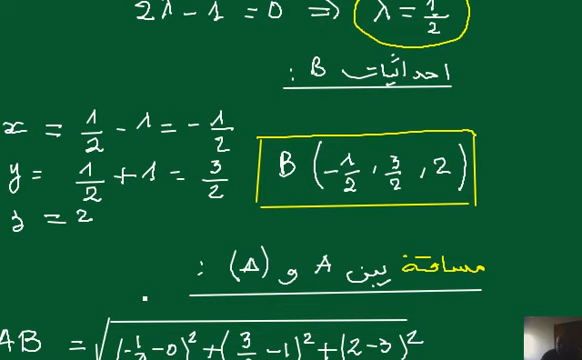 2λ - 1 = 0 ⟹ λ = 1/2
احداثيات B :
x = 1/2 - 1 = - 1/2
y = 1/2 + 1 = 3/2
z = 2
B (-1/2 , 3/2 , 2)
مسافة بين A و (Δ) :
AB = √((-1/2 - 0)² + (3/2 - 1)² + (2 - 3)²)